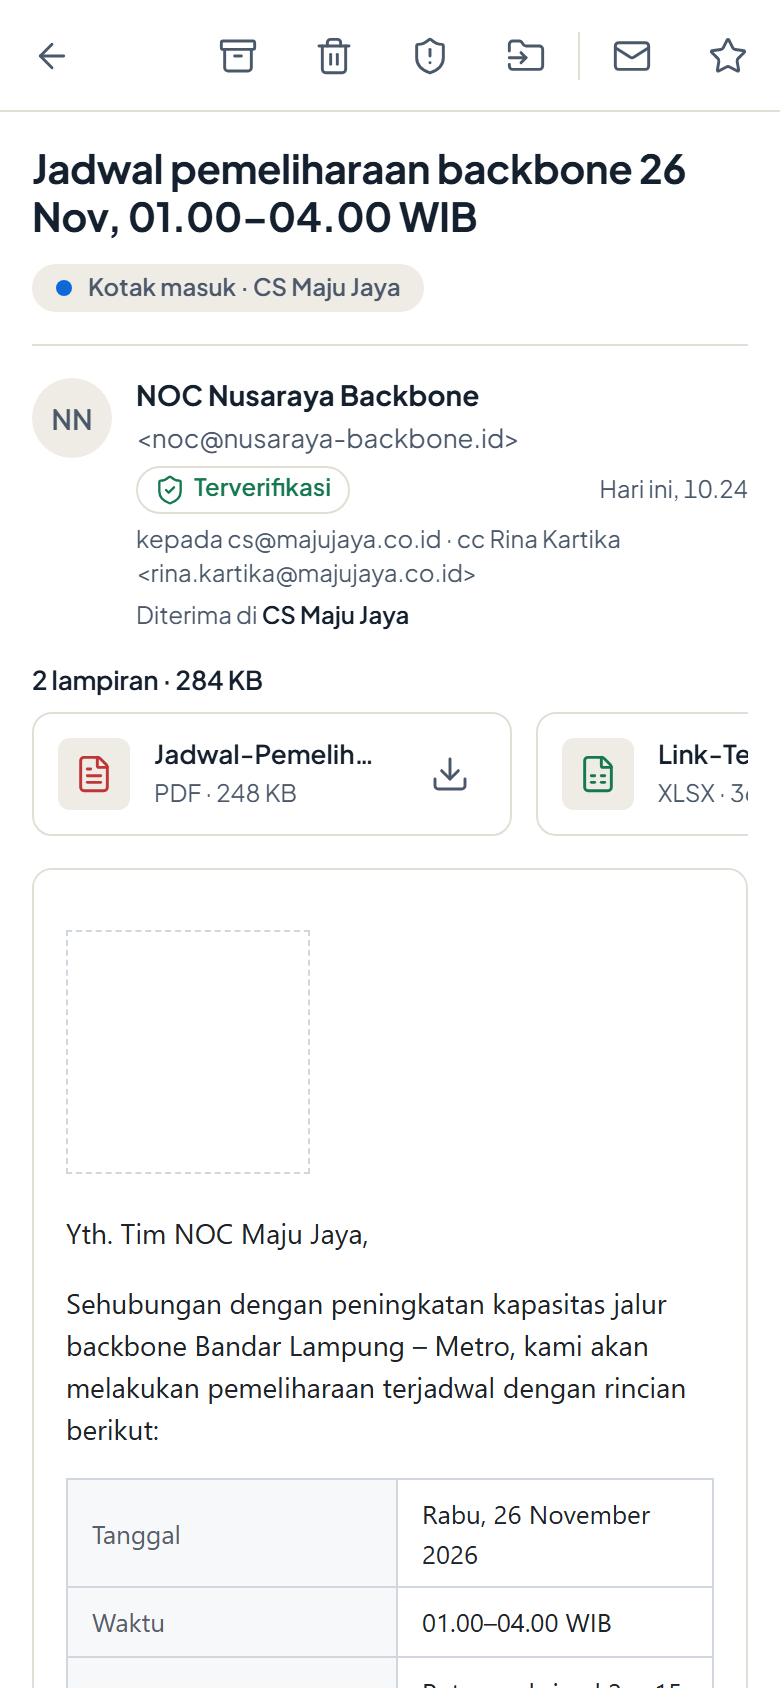 Jadwal pemeliharaan backbone 26
Nov, 01.00–04.00 WIB
Kotak masuk · CS Maju Jaya
NN
NOC Nusaraya Backbone
<noc@nusaraya-backbone.id>
Terverifikasi
Hari ini, 10.24
kepada cs@majujaya.co.id · cc Rina Kartika
<rina.kartika@majujaya.co.id>
Diterima di CS Maju Jaya
2 lampiran · 284 KB
Jadwal-Pemelih...
PDF · 248 KB
Link-Te
XLSX · 36
Yth. Tim NOC Maju Jaya,
Sehubungan dengan peningkatan kapasitas jalur
backbone Bandar Lampung – Metro, kami akan
melakukan pemeliharaan terjadwal dengan rincian
berikut:
Tanggal
Rabu, 26 November
2026
Waktu
01.00–04.00 WIB